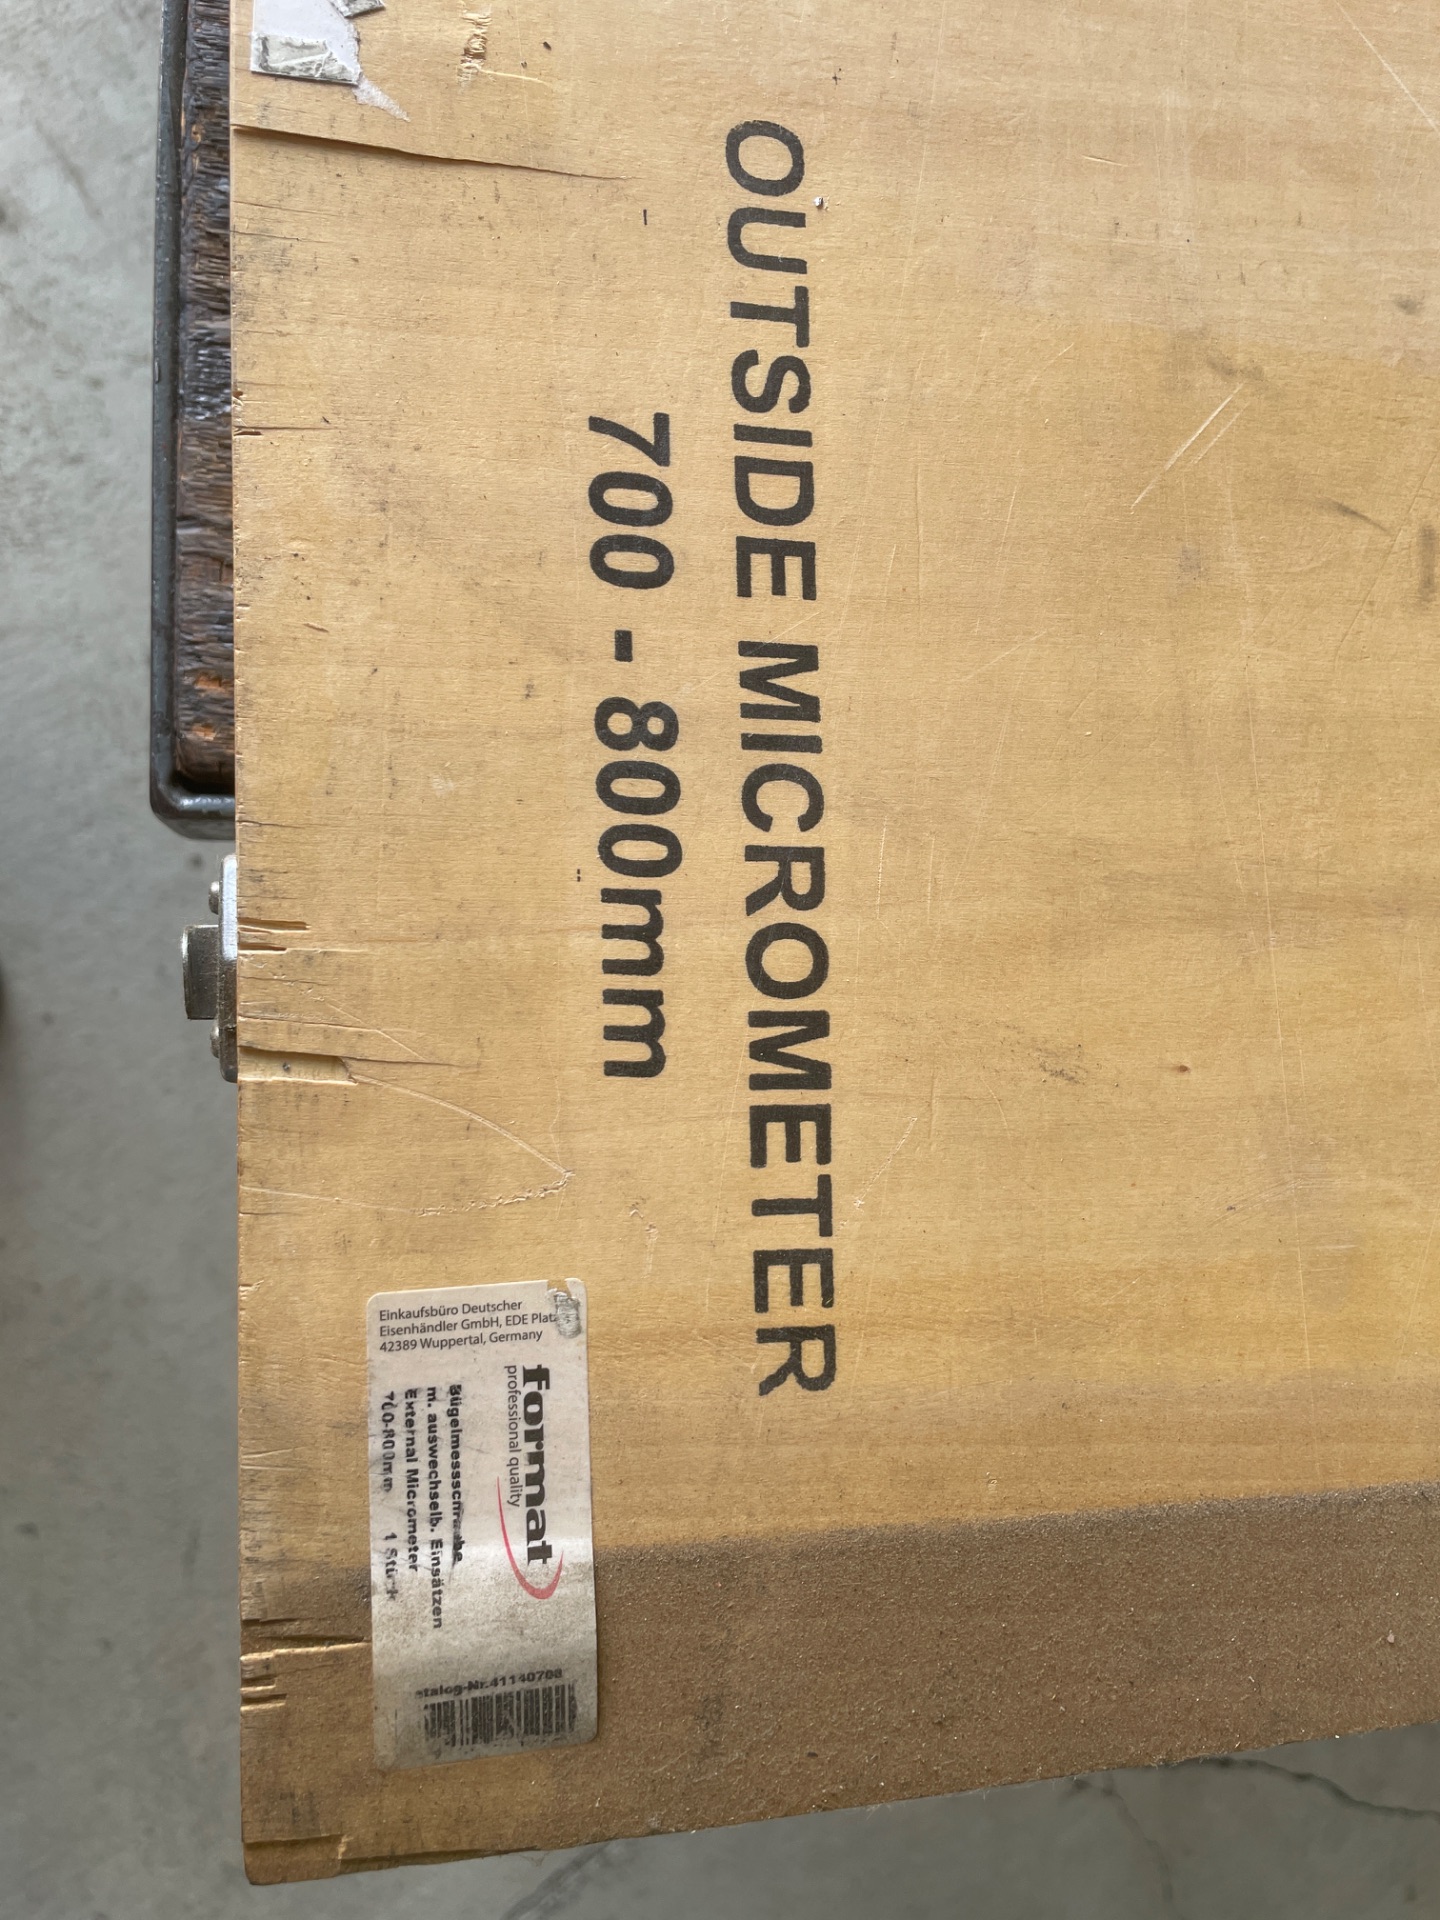 OUTSIDE MICROMETER
700 - 800mm
Einkaufsbüro Deutscher
Eisenhändler GmbH, EDE Platz
42389 Wuppertal, Germany
format
professional quality
Bügelmessschraube
m. auswechselb. Einsätzen
External Micrometer
700-800mm 1 Stück